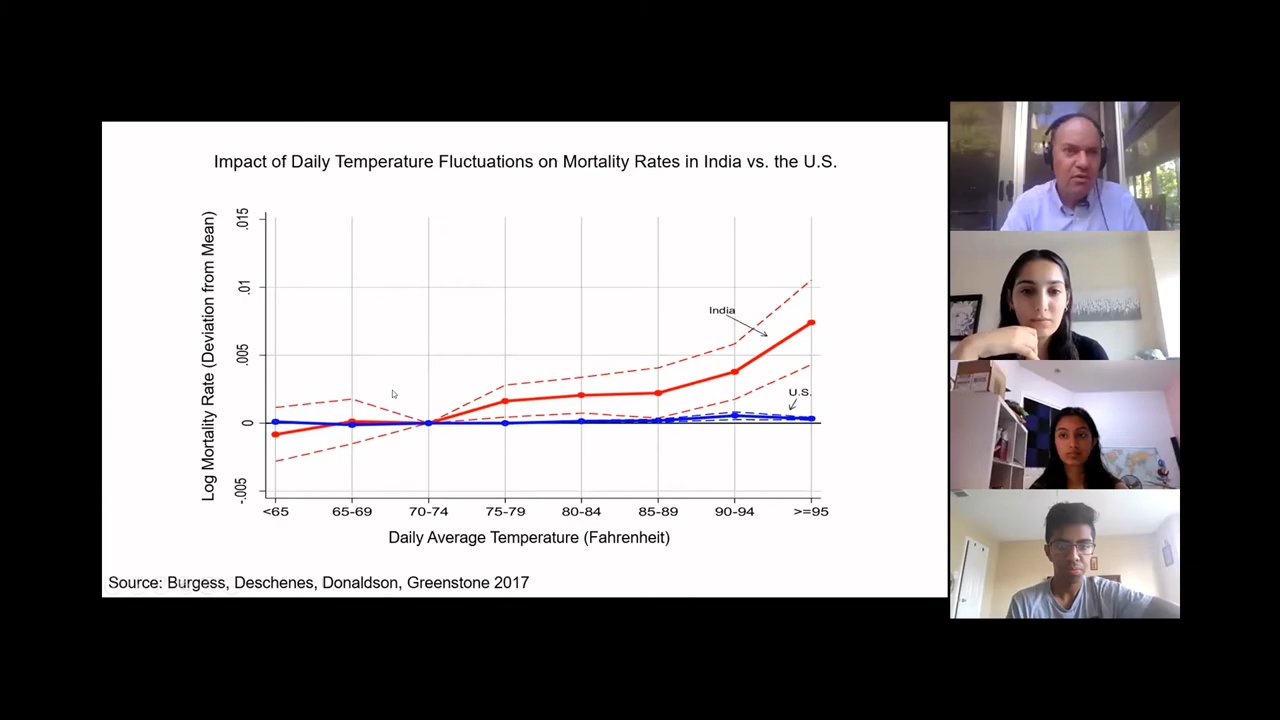 Impact of Daily Temperature Fluctuations on Mortality Rates in India vs. the U.S.
Log Mortality Rate (Deviation from Mean)
.015
.01
.005
0
-.005
India
U.S.
<65 65-69 70-74 75-79 80-84 85-89 90-94 >=95
Daily Average Temperature (Fahrenheit)
Source: Burgess, Deschenes, Donaldson, Greenstone 2017